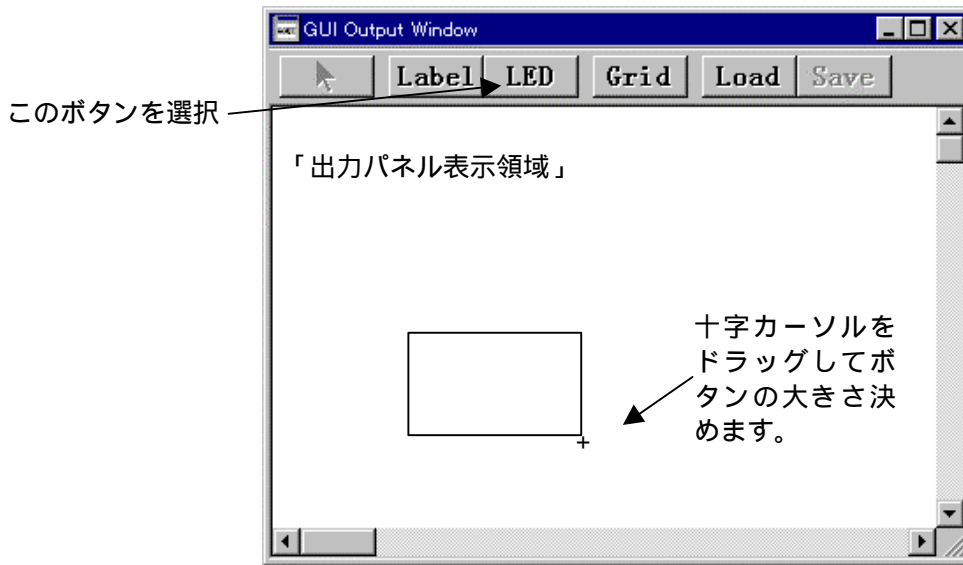 GUI Output Window
Label LED Grid Load Save
このボタンを選択
「出力パネル表示領域」
十字カーソルを
ドラッグしてボ
タンの大きさ決
めます。